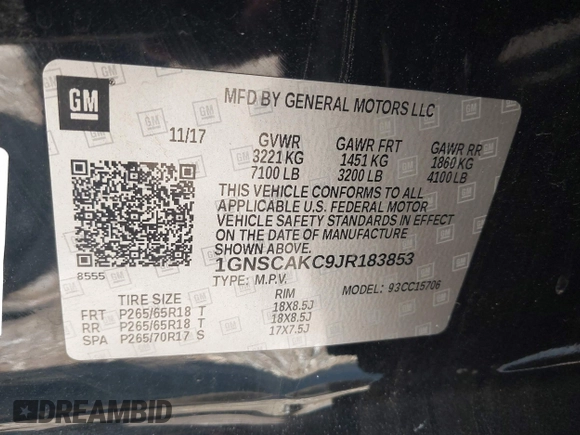 GM
MFD BY GENERAL MOTORS LLC
11/17 GVWR GAWR FRT GAWR RR
3221 KG 1451 KG 1860 KG
7100 LB 3200 LB 4100 LB
THIS VEHICLE CONFORMS TO ALL
APPLICABLE U.S. FEDERAL MOTOR
VEHICLE SAFETY STANDARDS IN EFFECT
ON THE DATE OF MANUFACTURE
SHOWN ABOVE.
8555
1GNSCAKC9JR183853
TYPE: M.P.V. MODEL: 93CC15706
TIRE SIZE RIM
FRT P265/65R18 T 18X8.5J
RR P265/65R18 T 18X8.5J
SPA P265/70R17 S 17X7.5J
DREAMBID